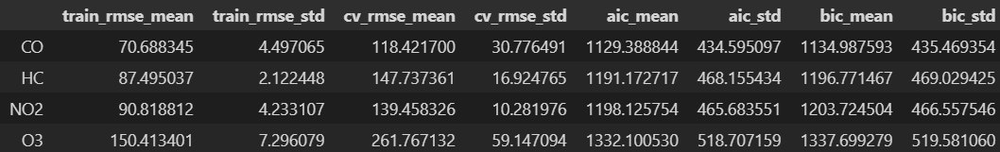 train_rmse_mean train_rmse_std cv_rmse_mean cv_rmse_std aic_mean aic_std bic_mean bic_std
CO 70.688345 4.497065 118.421700 30.776491 1129.388844 434.595097 1134.987593 435.469354
HC 87.495037 2.122448 147.737361 16.924765 1191.172717 468.155434 1196.771467 469.029425
NO2 90.818812 4.233107 139.458326 10.281976 1198.125754 465.683551 1203.724504 466.557546
O3 150.413401 7.296079 261.767132 59.147094 1332.100530 518.707159 1337.699279 519.581060